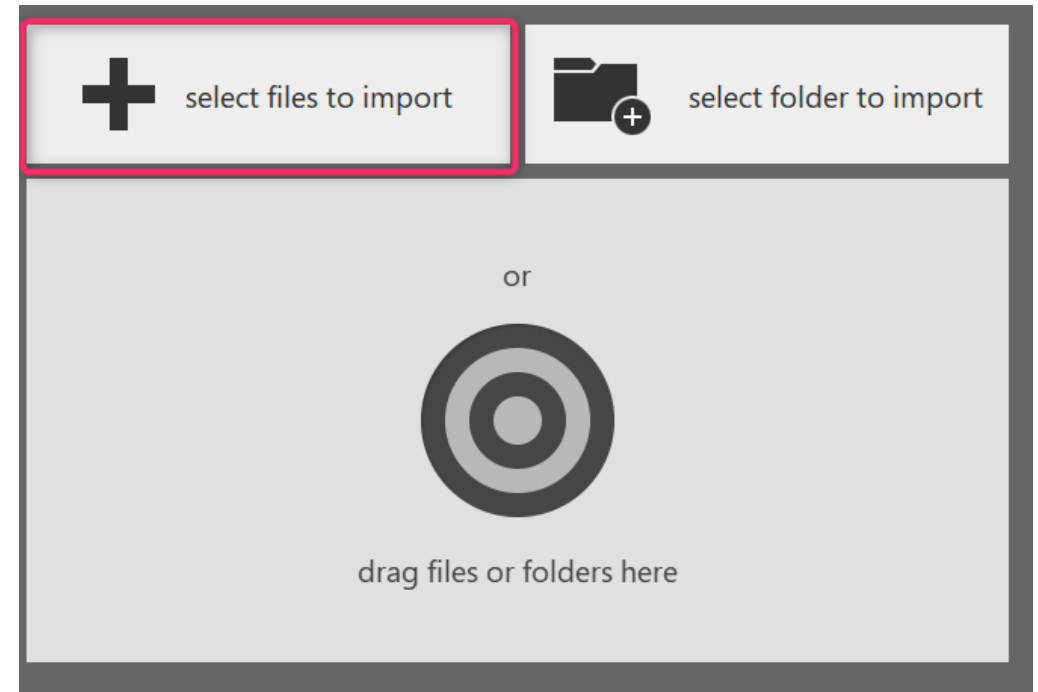 select files to import
select folder to import
or
drag files or folders here